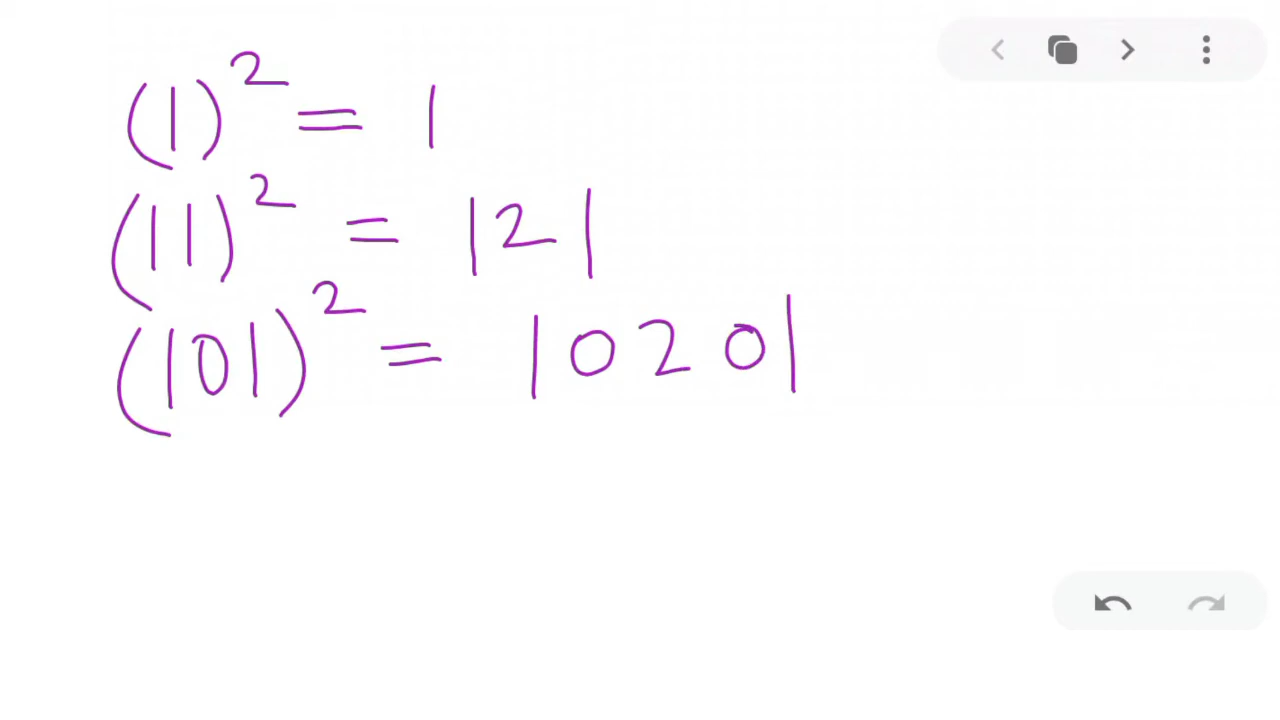 (1)² = 1
(11)² = 121
(101)² = 10201